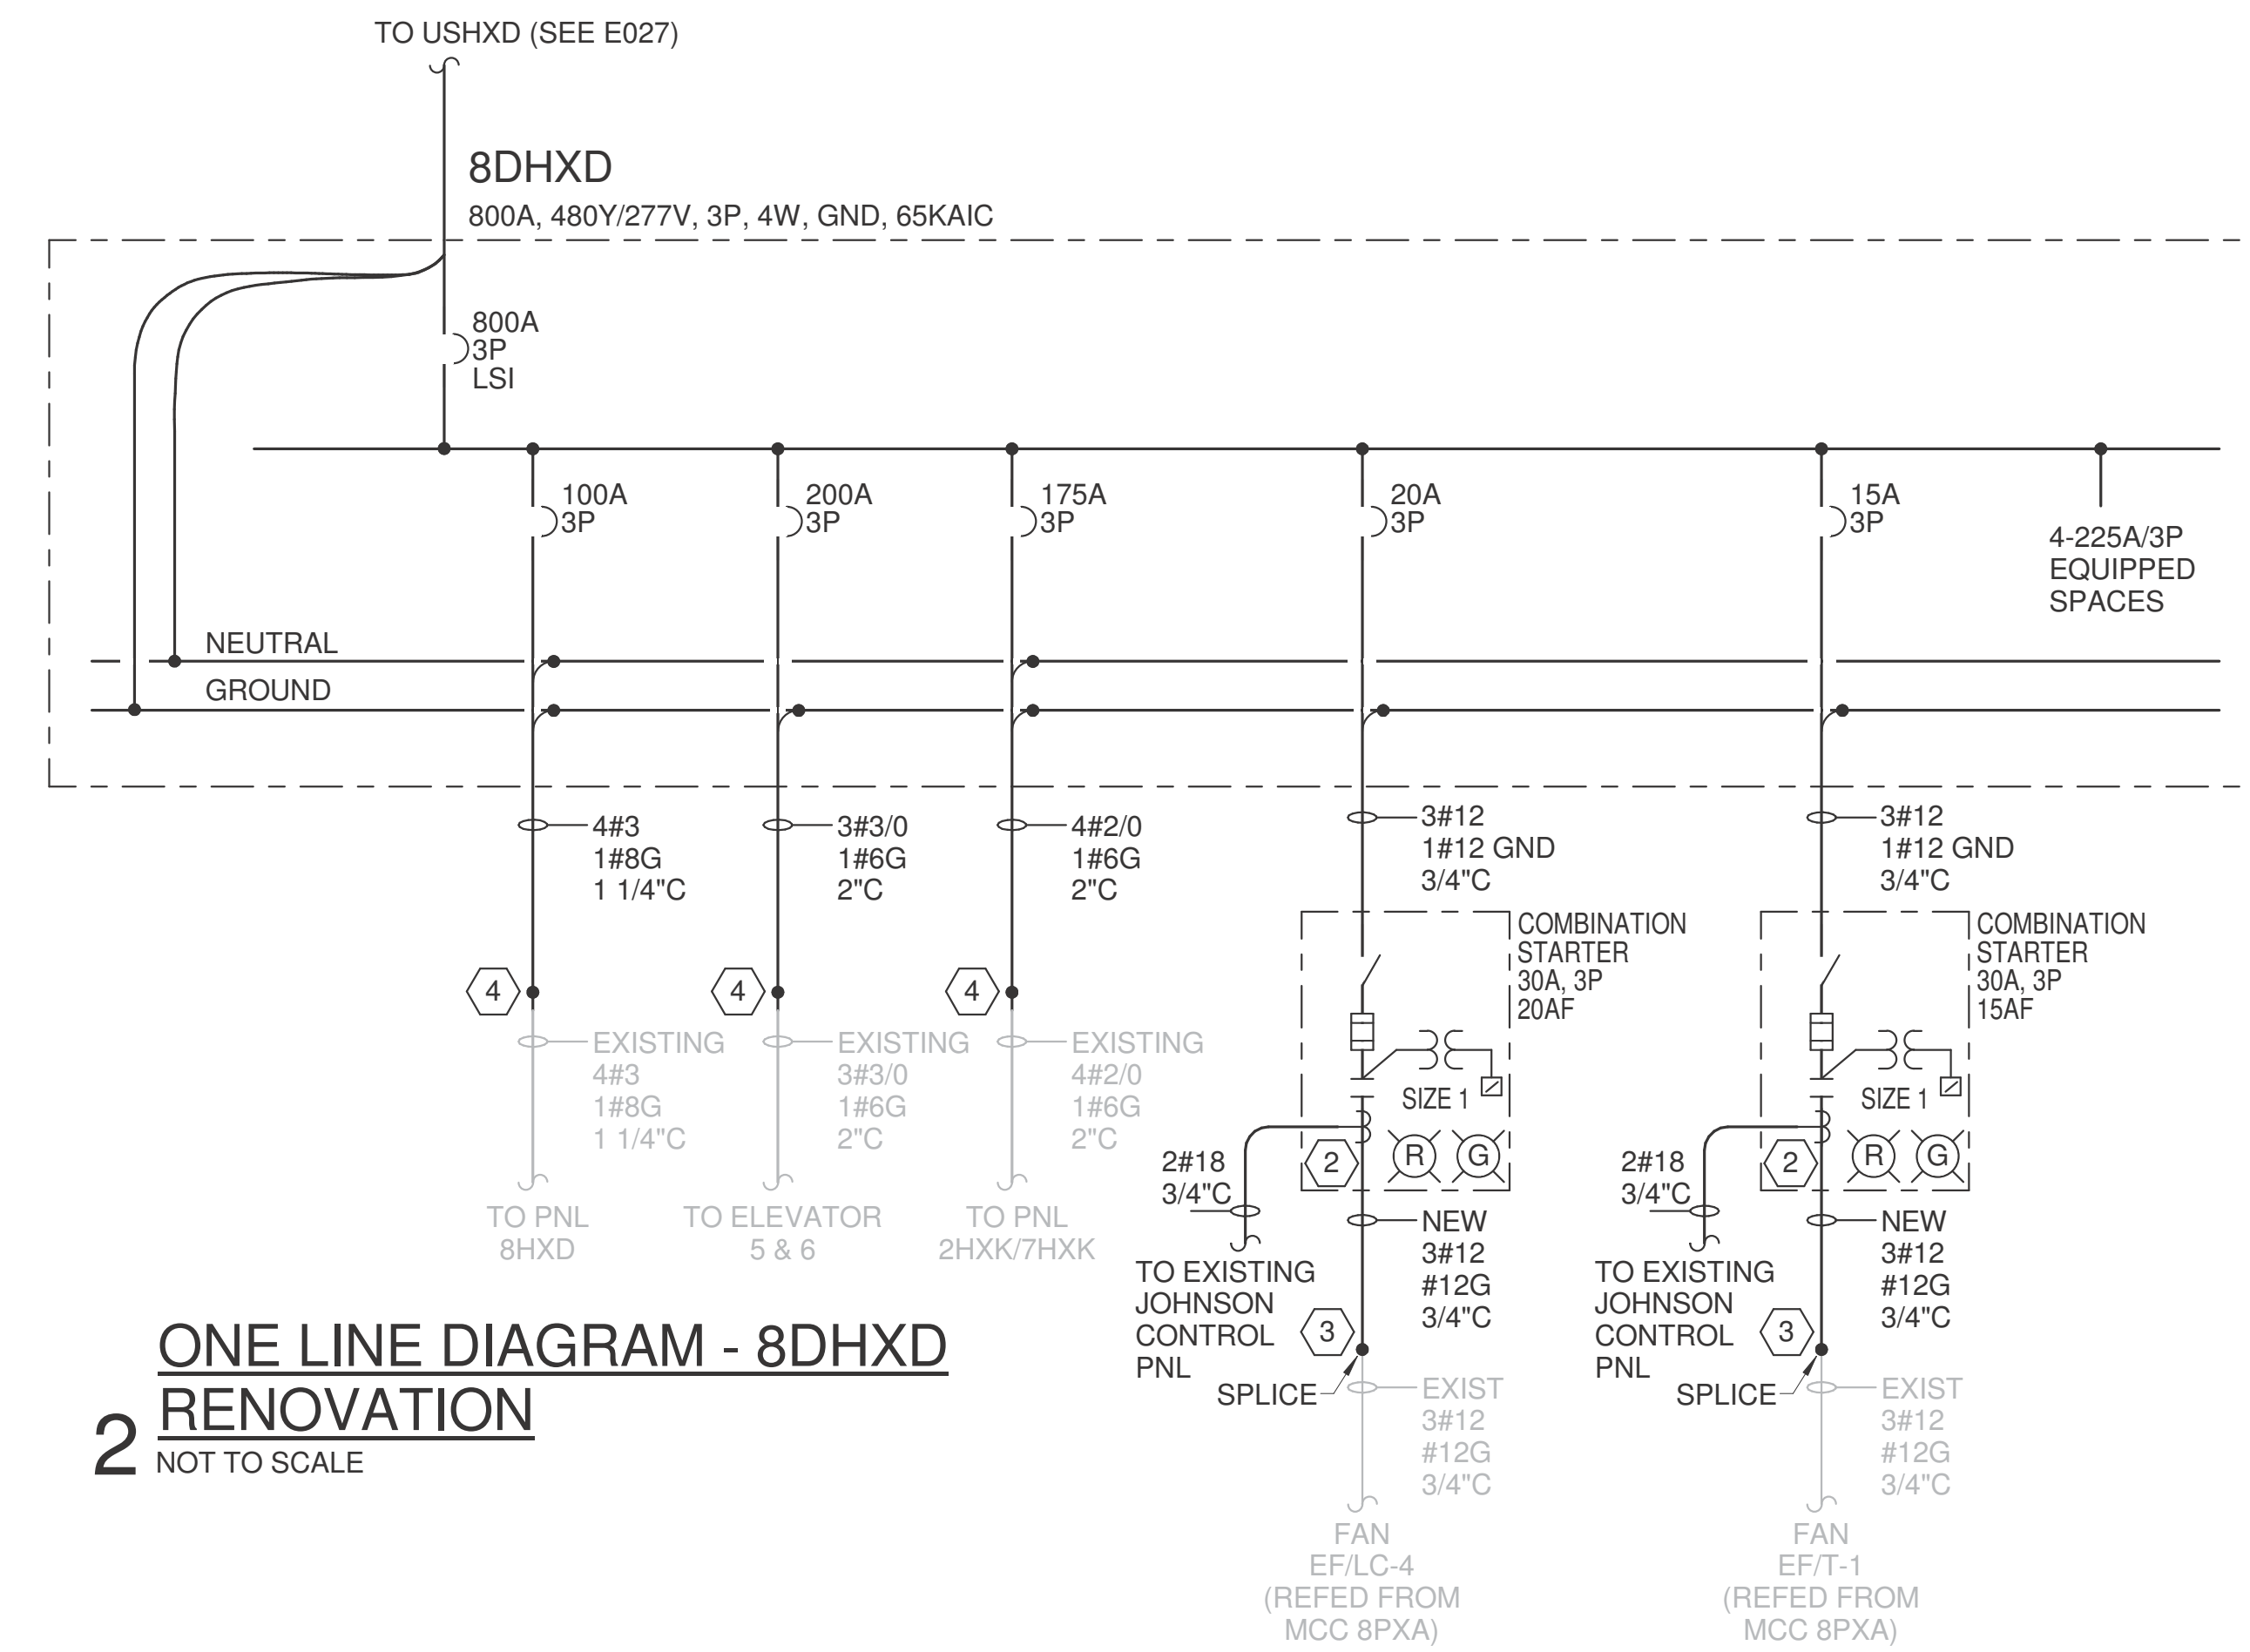 TO USHXD (SEE E027)
8DHXD
800A, 480Y/277V, 3P, 4W, GND, 65KAIC
800A
3P
LSI
100A
3P
200A
3P
175A
3P
20A
3P
15A
3P
4-225A/3P
EQUIPPED
SPACES
NEUTRAL
GROUND
4#3
1#8G
1 1/4"C
3#3/0
1#6G
2"C
4#2/0
1#6G
2"C
3#12
1#12 GND
3/4"C
3#12
1#12 GND
3/4"C
COMBINATION
STARTER
30A, 3P
20AF
COMBINATION
STARTER
30A, 3P
15AF
4
4
4
EXISTING
4#3
1#8G
1 1/4"C
EXISTING
3#3/0
1#6G
2"C
EXISTING
4#2/0
1#6G
2"C
SIZE 1
SIZE 1
2
R
G
2
R
G
2#18
3/4"C
2#18
3/4"C
TO PNL
8HXD
TO ELEVATOR
5 & 6
TO PNL
2HXK/7HXK
NEW
3#12
#12G
3/4"C
NEW
3#12
#12G
3/4"C
TO EXISTING
JOHNSON
CONTROL
PNL
TO EXISTING
JOHNSON
CONTROL
PNL
3
3
SPLICE
SPLICE
EXIST
3#12
#12G
3/4"C
EXIST
3#12
#12G
3/4"C
FAN
EF/LC-4
(REFED FROM
MCC 8PXA)
FAN
EF/T-1
(REFED FROM
MCC 8PXA)
ONE LINE DIAGRAM - 8DHXD
RENOVATION
2
NOT TO SCALE